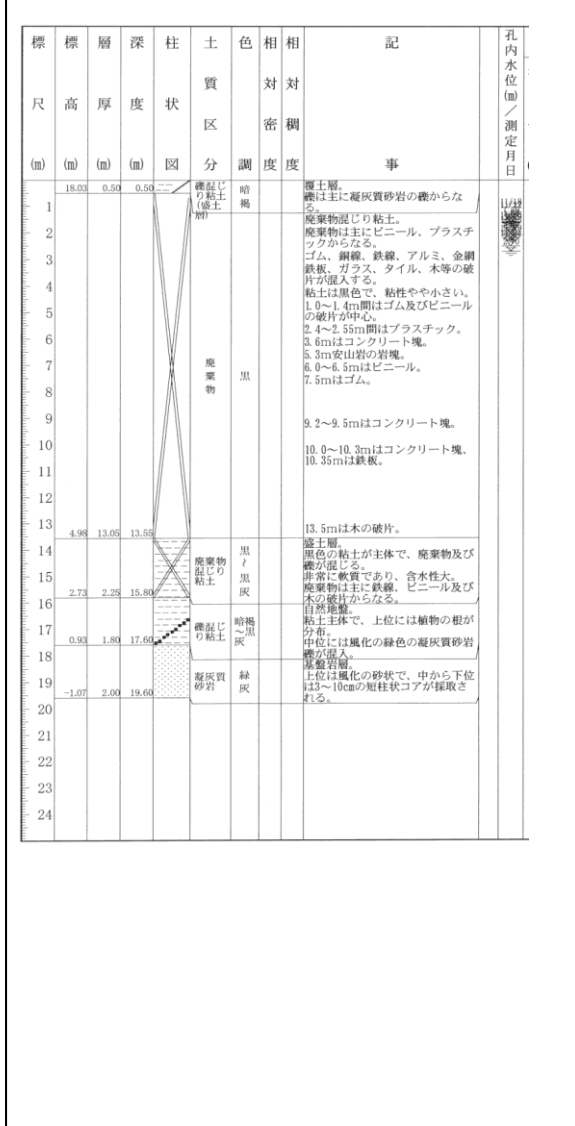 標尺(m)
標高(m)
層厚(m)
深度(m)
柱状図
土質区分
色調
相対密度
相対稠度
記事
孔内水位(m)/測定月日
18.03 0.50 0.50
礫混じり粘土(盛土層)
暗褐
覆土層。
礫は主に凝灰質砂岩の礫からな
る。
廃棄物
黒
廃棄物混じり粘土。
廃棄物は主にビニール、プラスチ
ックからなる。
ゴム、銅線、鉄線、アルミ、金網
鉄板、ガラス、タイル、木等の破
片が混入する。
粘土は黒色で、粘性やや小さい。
1.0～1.4m間はゴム及びビニール
の破片が中心。
2.4～2.55m間はプラスチック。
3.6mはコンクリート塊。
5.3m安山岩の岩塊。
6.0～6.5mはビニール。
7.5mはゴム。
9.2～9.5mはコンクリート塊。
10.0～10.3mはコンクリート塊、
10.35mは鉄板。
13.5mは木の破片。
4.98 13.05 13.55
廃棄物
混じり
粘土
黒～黒灰
盛土層。
黒色の粘土が主体で、廃棄物及び
礫が混じる。
非常に軟質であり、含水性大。
廃棄物は主に鉄線、ビニール及び
木の破片からなる。
2.73 2.25 15.80
礫混じ
り粘土
暗褐
～黒
灰
自然地盤。
粘土主体で、上位には植物の根が
分布。
中位には風化の緑色の凝灰質砂岩
礫が混入。
0.93 1.80 17.60
凝灰質
砂岩
緑灰
基盤岩層。
上位は風化の砂状で、中から下位
は3～10cmの短柱状コアが採取さ
れる。
-1.07 2.00 19.60
1
2
3
4
5
6
7
8
9
10
11
12
13
14
15
16
17
18
19
20
21
22
23
24